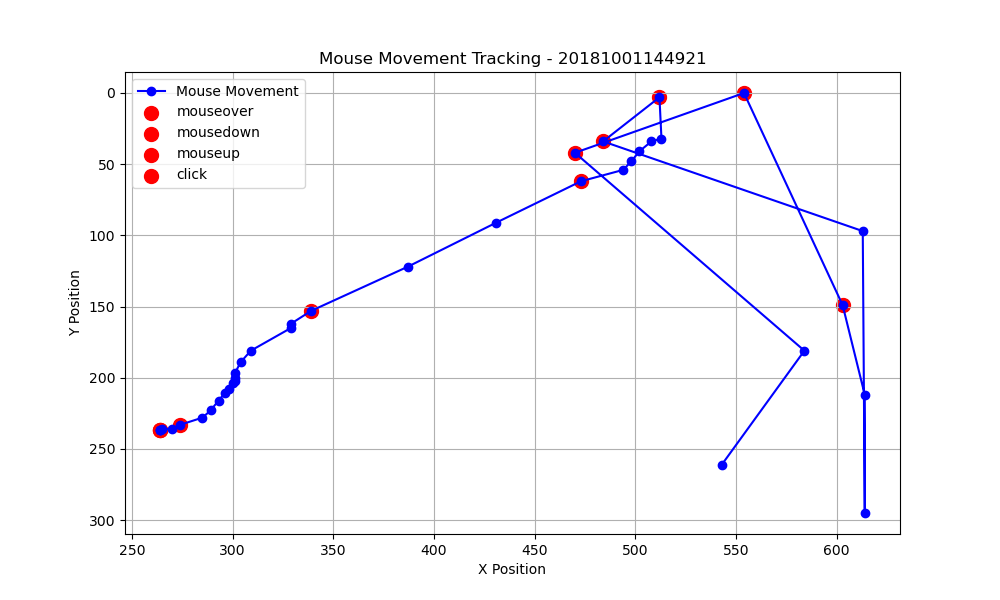 Mouse Movement Tracking - 20181001144921
Mouse Movement
mouseover
mousedown
mouseup
click
Y Position
0
50
100
150
200
250
300
250
300
350
400
450
500
550
600
X Position